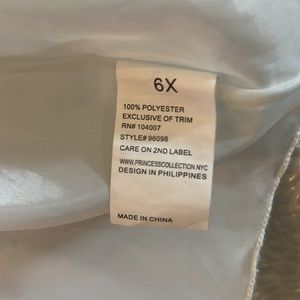 6X
100% POLYESTER
EXCLUSIVE OF TRIM
RN# 104007
STYLE# 96098
CARE ON 2ND LABEL
WWW.PRINCESSCOLLECTION.NYC
DESIGN IN PHILIPPINES
MADE IN CHINA